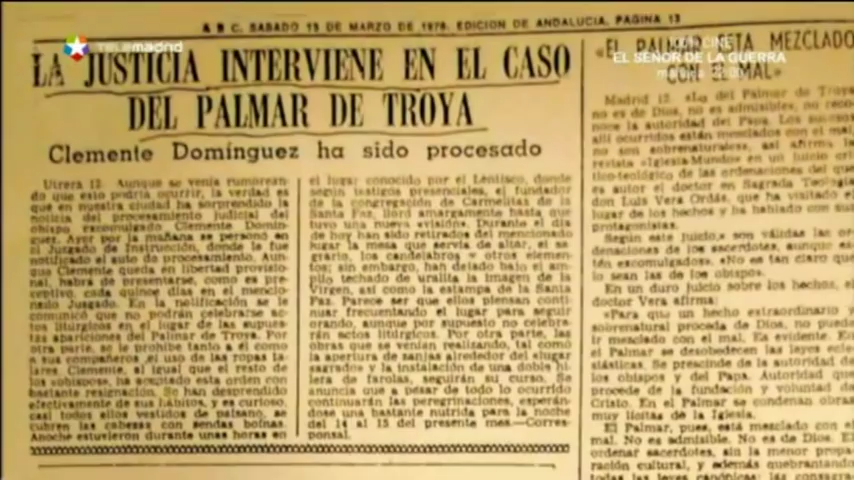 A B C. SABADO 13 DE MARZO DE 1976. EDICION DE ANDALUCIA, PAGINA 13
telemadrid
LA JUSTICIA INTERVIENE EN EL CASO
DEL PALMAR DE TROYA
Clemente Domínguez ha sido procesado
Utrera 12. Aunque se venía rumorean-
do que esto podría ocurrir, la verdad es
que en nuestra ciudad ha sorprendido la
noticia del procesamiento judicial del
obispo excomulgado Clemente Domín-
guez. Ayer por la mañana se personó en
el Juzgado de Instrucción, donde le fue
notificado el auto de procesamiento. Aun-
que Clemente queda en libertad provisio-
nal, habrá de presentarse, como es pre-
ceptivo, cada quince días en el mencio-
nado Juzgado. En la notificación se le
comunicó que no podrán celebrarse ac-
tos litúrgicos en el lugar de las supues-
tas apariciones del Palmar de Troya. Por
otra parte, se le prohíbe tanto a él como
a sus compañeros el uso de las ropas ta-
lares. Clemente, al igual que el resto de
los «obispos», ha acatado esta orden con
bastante resignación. Se han desprendido
efectivamente de sus hábitos, y es curioso,
casi todos ellos vestidos de paisano, se
cubren las cabezas con sendas boinas.
Anoche estuvieron durante unas horas en
el lugar conocido por el Lentisco, donde
según testigos presenciales, el fundador
de la congregación de Carmelitas de la
Santa Faz, lloró amargamente hasta que
tuvo una nueva «visión». Durante el día
de hoy han sido retirados del mencionado
lugar la mesa que servía de altar, el sa-
grario, los candelabros y otros elemen-
tos; sin embargo, han dejado bajo el am-
plio techado de uralita la imagen de la
Virgen, así como la estampa de la Santa
Faz. Parece ser que ellos piensan conti-
nuar frecuentando el lugar para seguir
orando, aunque por supuesto no celebra-
rán actos litúrgicos. Por otra parte, las
obras que se venían realizando, tal como
la apertura de zanjas alrededor del «lugar
sagrado» y la instalación de una doble hi-
lera de farolas, seguirán su curso. Se
anuncia que a pesar de todo lo ocurrido
continuarán las peregrinaciones, esperán-
dose una bastante nutrida para la noche
del 14 al 15 del presente mes.—Corres-
ponsal.
«EL PALMAR ESTA MEZCLADO
CON EL MAL»
CINE
EL SEÑOR DE LA GUERRA
Madrid 12. «Lo del Palmar de Troya
no es de Dios, no es admisible, no reco-
noce la autoridad del Papa. Los sucesos
allí ocurridos están mezclados con el mal,
no son sobrenaturales», así afirma la
revista «Iglesia-Mundo» en un juicio crí-
tico-teológico de las ordenaciones del que
es autor el doctor en Sagrada Teología
don Luis Vera Ordás, que ha visitado el
lugar de los hechos y ha hablado con sus
protagonistas.
Según este juicio, «son válidas las or-
denaciones de los sacerdotes, aunque es-
tén excomulgados». «No es tan claro que
lo sean las de los obispos».
En un duro juicio sobre los hechos, el
doctor Vera afirma:
«Para que un hecho extraordinario y
sobrenatural proceda de Dios, no puede
ir mezclado con el mal. Es evidente. En
el Palmar se desobedecen las leyes ecle-
siásticas. Se prescinde de la autoridad de
los obispos y del Papa. Autoridad que
procede de la fundación y voluntad de
Cristo. En el Palmar se condenan obras
muy lícitas de la Iglesia.
El Palmar, pues, está mezclado con el
mal. No es admisible. No es de Dios. El
ordenar sacerdotes, sin la menor prepa-
ración cultural, y además quebrantando
todas las leyes canónicas; las consagra-